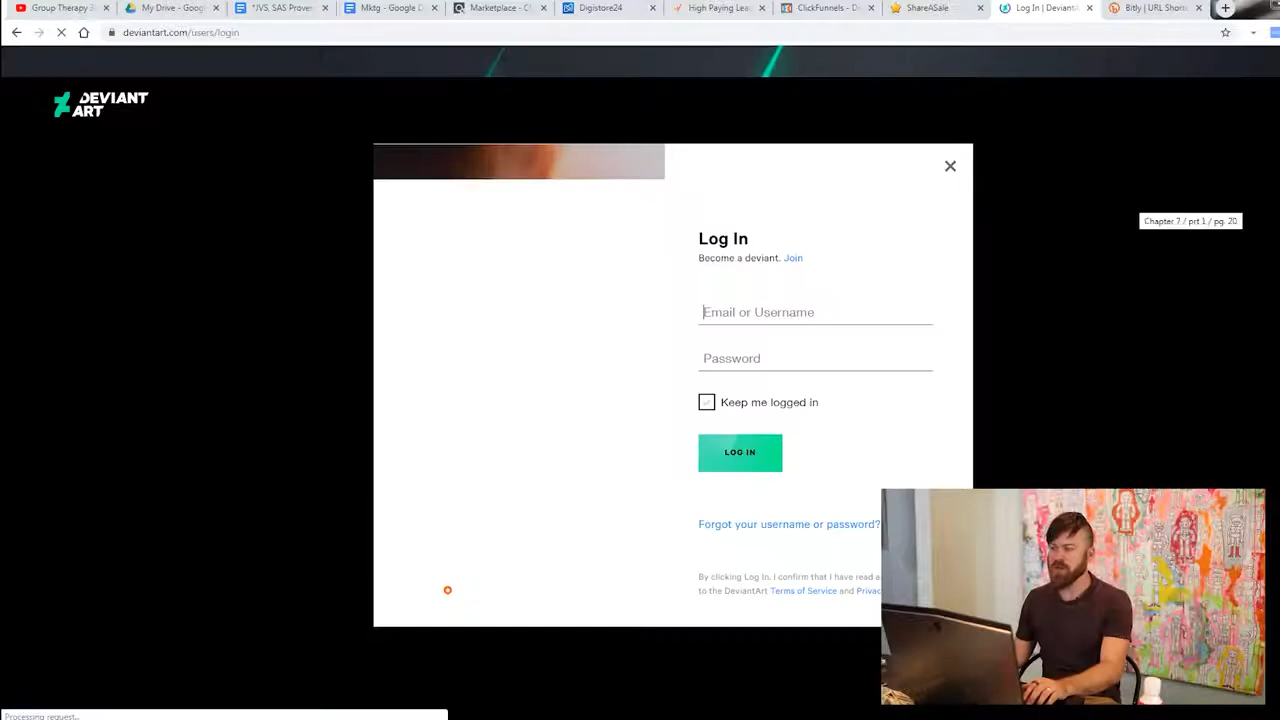 Group Therapy 3
My Drive - Googl
*JVS, SAS Proven
Mktg - Google D
Marketplace - Cl
Digistore24
High Paying Lea
ClickFunnels - D
ShareASale
Log In | Deviant
Bitly | URL Shorte
deviantart.com/users/login
DEVIANT
ART
Chapter 7 / prt 1 / pg. 20
Log In
Become a deviant. Join
Email or Username
Password
Keep me logged in
LOG IN
Forgot your username or password?
By clicking Log In, I confirm that I have read a
to the DeviantArt Terms of Service and Privac
Processing request...